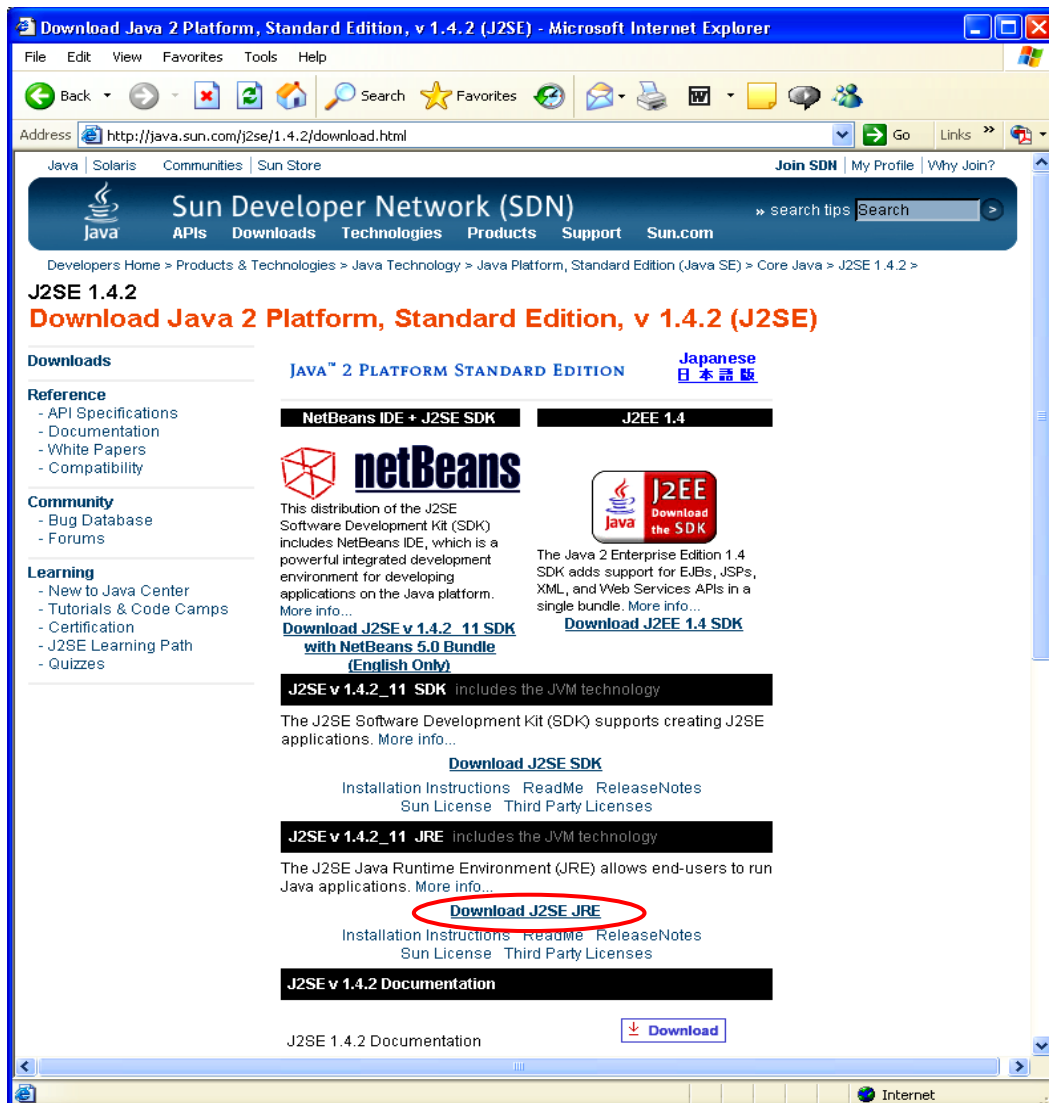 Download Java 2 Platform, Standard Edition, v 1.4.2 (J2SE) - Microsoft Internet Explorer
File Edit View Favorites Tools Help
Back Search Favorites
Address http://java.sun.com/j2se/1.4.2/download.html Go Links »
Java | Solaris Communities | Sun Store Join SDN | My Profile | Why Join?
Java
Sun Developer Network (SDN)
» search tips Search
APIs Downloads Technologies Products Support Sun.com
Developers Home > Products & Technologies > Java Technology > Java Platform, Standard Edition (Java SE) > Core Java > J2SE 1.4.2 >
J2SE 1.4.2
Download Java 2 Platform, Standard Edition, v 1.4.2 (J2SE)
Downloads
Reference
- API Specifications
- Documentation
- White Papers
- Compatibility
Community
- Bug Database
- Forums
Learning
- New to Java Center
- Tutorials & Code Camps
- Certification
- J2SE Learning Path
- Quizzes
JAVA™ 2 PLATFORM STANDARD EDITION
Japanese
日本語版
NetBeans IDE + J2SE SDK
netBeans
This distribution of the J2SE
Software Development Kit (SDK)
includes NetBeans IDE, which is a
powerful integrated development
environment for developing
applications on the Java platform.
More info...
Download J2SE v 1.4.2_11 SDK
with NetBeans 5.0 Bundle
(English Only)
J2EE 1.4
Java
J2EE
Download
the SDK
The Java 2 Enterprise Edition 1.4
SDK adds support for EJBs, JSPs,
XML, and Web Services APIs in a
single bundle. More info...
Download J2EE 1.4 SDK
J2SE v 1.4.2_11 SDK includes the JVM technology
The J2SE Software Development Kit (SDK) supports creating J2SE
applications. More info...
Download J2SE SDK
Installation Instructions ReadMe ReleaseNotes
Sun License Third Party Licenses
J2SE v 1.4.2_11 JRE includes the JVM technology
The J2SE Java Runtime Environment (JRE) allows end-users to run
Java applications. More info...
Download J2SE JRE
Installation Instructions ReadMe ReleaseNotes
Sun License Third Party Licenses
J2SE v 1.4.2 Documentation
J2SE 1.4.2 Documentation
Download
Internet